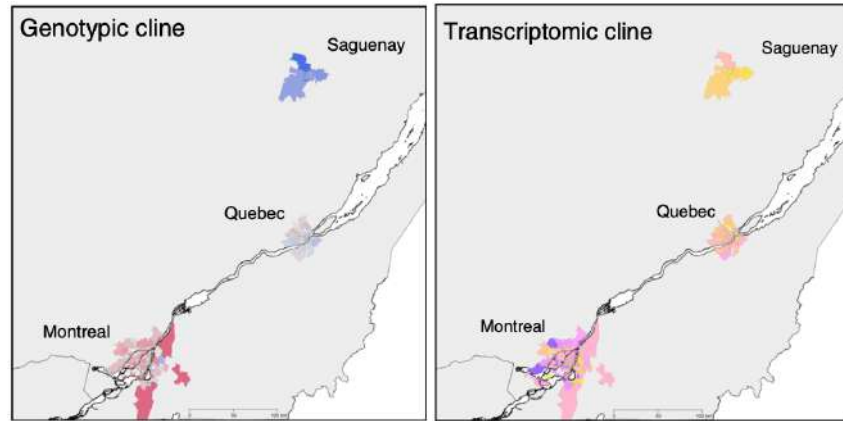 Genotypic cline
Saguenay
Quebec
Montreal
Transcriptomic cline
Saguenay
Quebec
Montreal